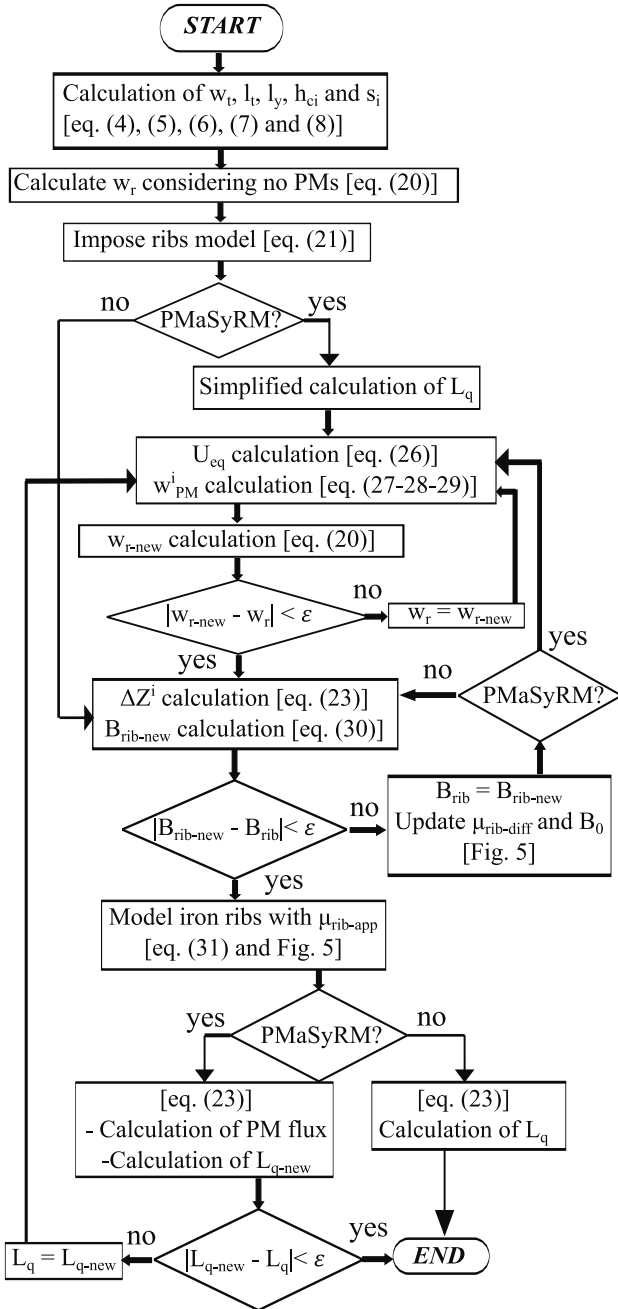 START
Calculation of wₜ, lₜ, l_y, h_ci and sᵢ
[eq. (4), (5), (6), (7) and (8)]
Calculate w_r considering no PMs [eq. (20)]
Impose ribs model [eq. (21)]
no
PMaSyRM?
yes
Simplified calculation of L_q
U_eq calculation [eq. (26)]
wⁱ_PM calculation [eq. (27-28-29)]
w_r-new calculation [eq. (20)]
|w_r-new - w_r| < ε
no
w_r = w_r-new
yes
yes
ΔZⁱ calculation [eq. (23)]
B_rib-new calculation [eq. (30)]
no
PMaSyRM?
|B_rib-new - B_rib| < ε
no
B_rib = B_rib-new
Update μ_rib-diff and B₀
[Fig. 5]
yes
Model iron ribs with μ_rib-app
[eq. (31) and Fig. 5]
yes
PMaSyRM?
no
[eq. (23)]
- Calculation of PM flux
-Calculation of L_q-new
[eq. (23)]
Calculation of L_q
L_q = L_q-new
no
|L_q-new - L_q| < ε
yes
END